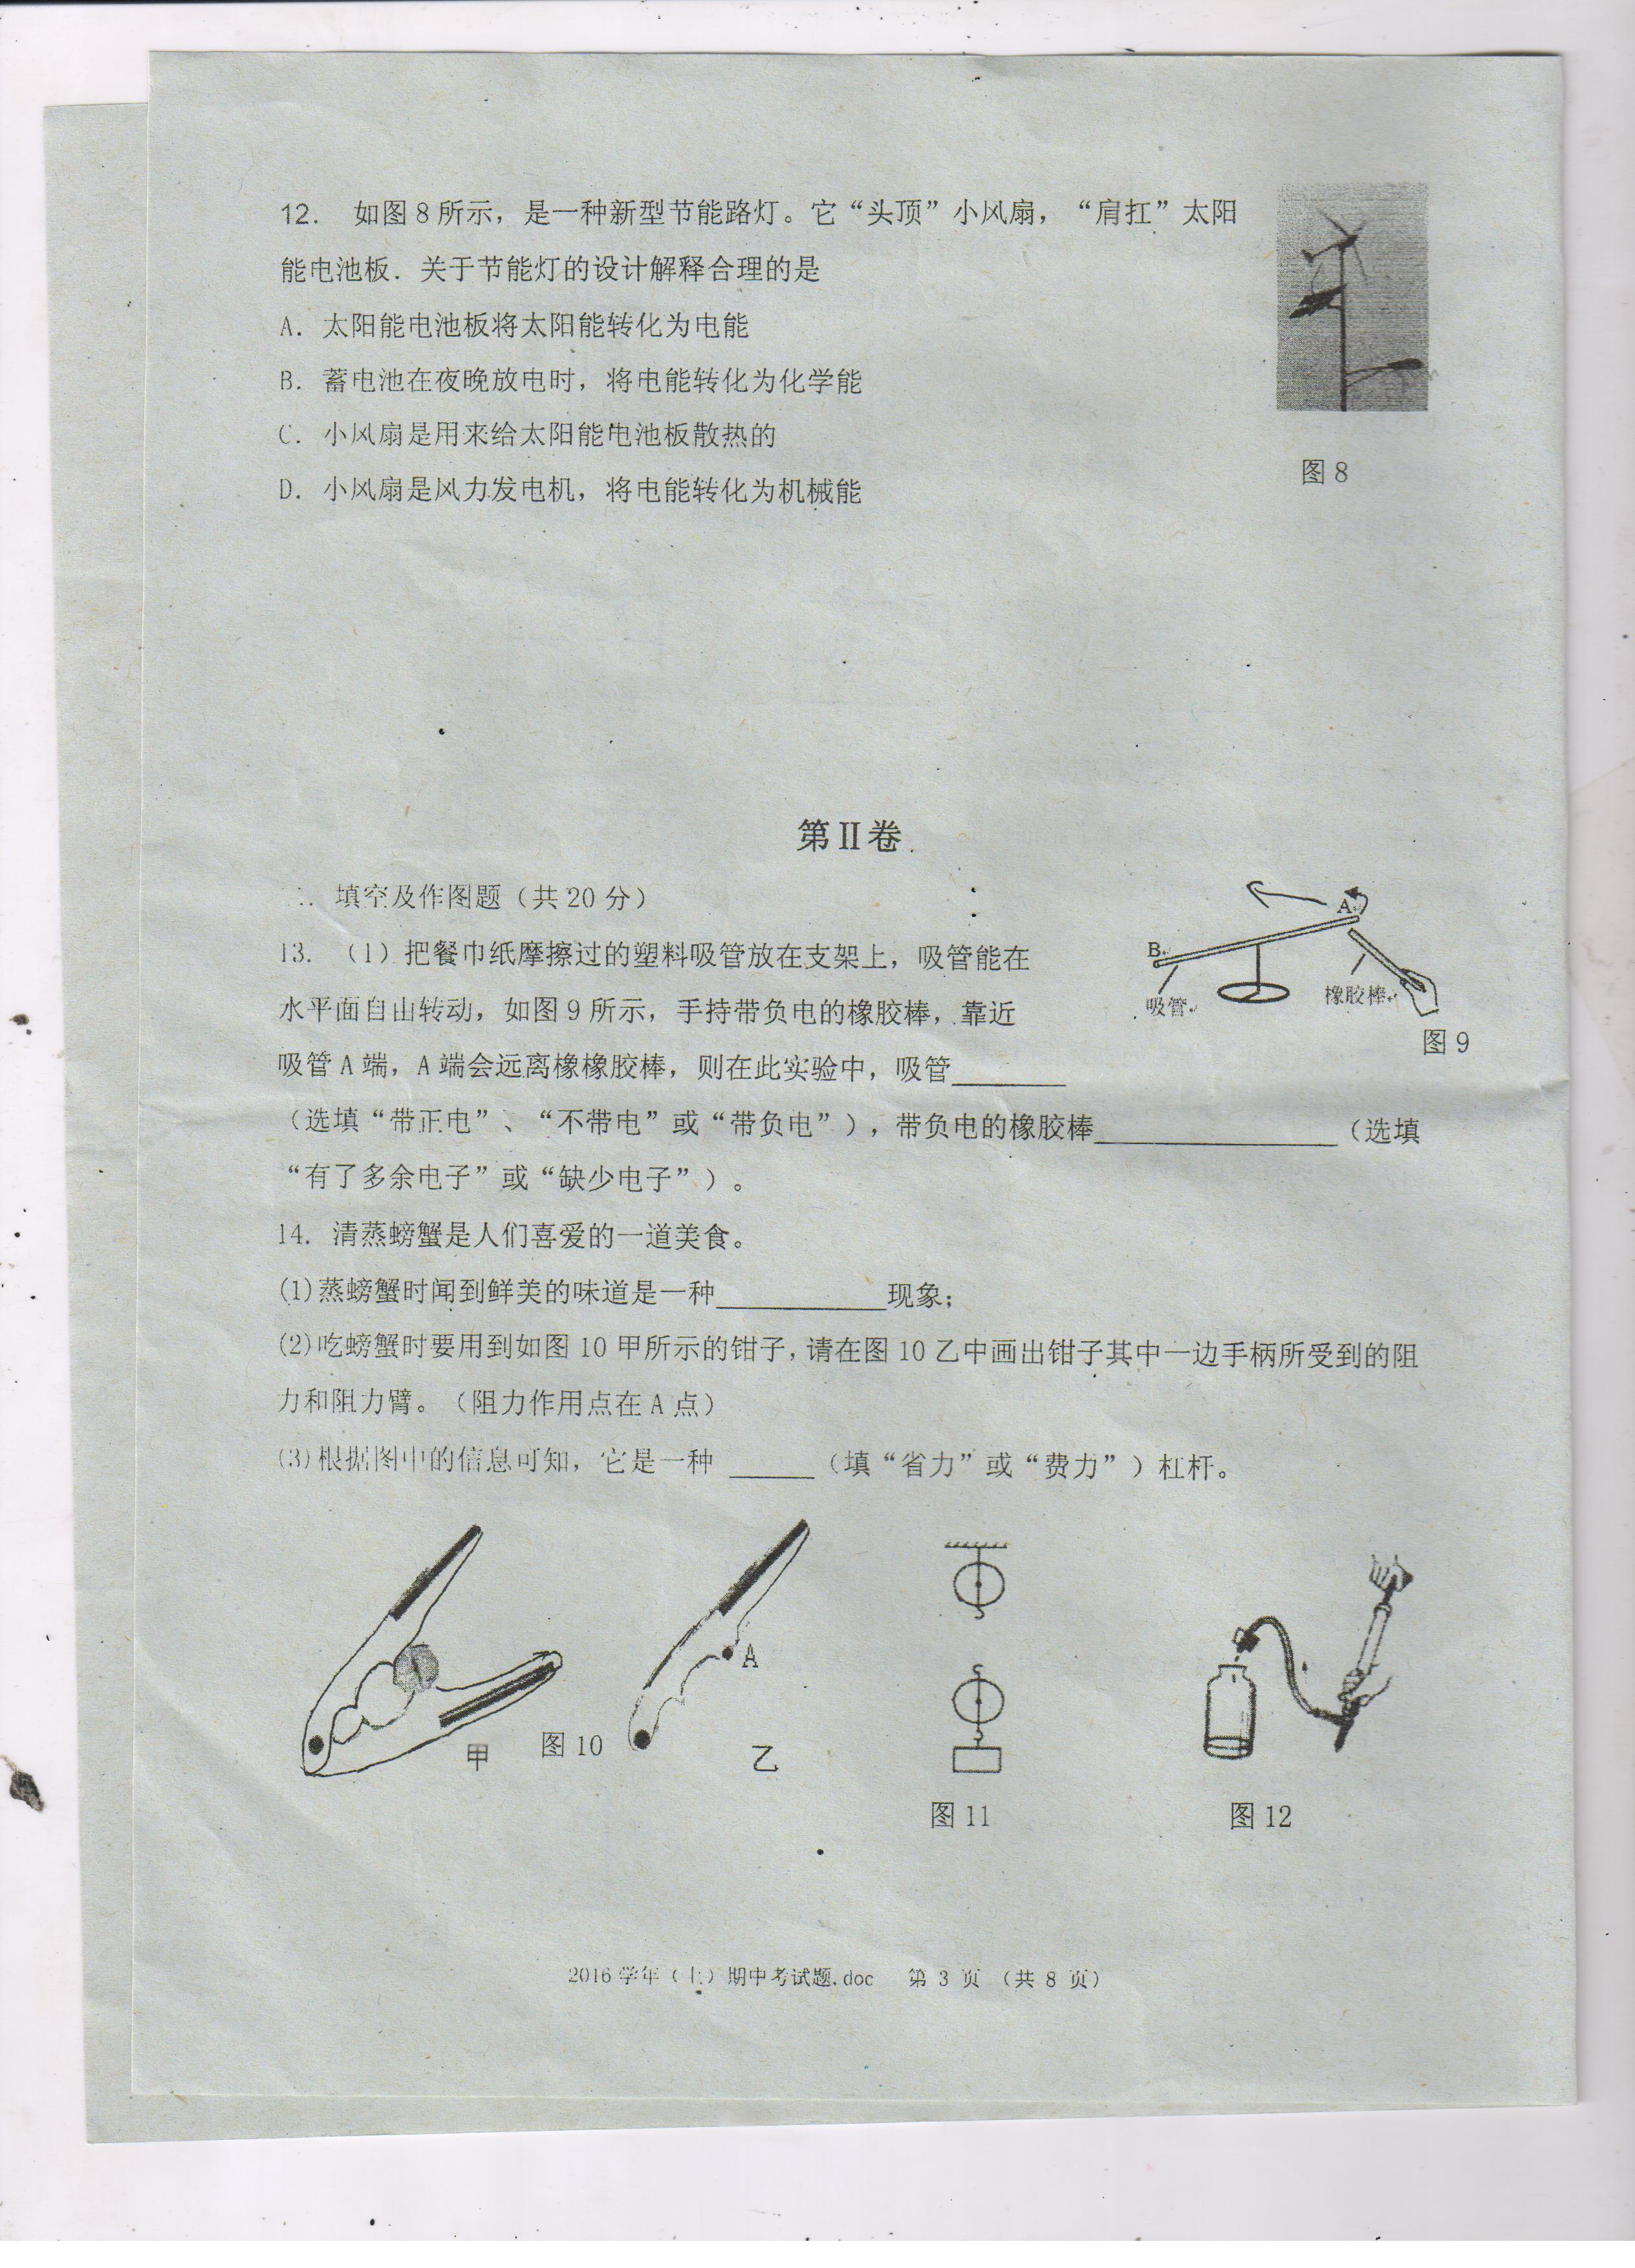 12. 如图8所示，是一种新型节能路灯。它“头顶”小风扇，“肩扛”太阳
能电池板．关于节能灯的设计解释合理的是
A. 太阳能电池板将太阳能转化为电能
B. 蓄电池在夜晚放电时，将电能转化为化学能
C. 小风扇是用来给太阳能电池板散热的
D. 小风扇是风力发电机，将电能转化为机械能
图8
第II卷
填空及作图题（共20分）
13. （1）把餐巾纸摩擦过的塑料吸管放在支架上，吸管能在
水平面自由转动，如图9所示，手持带负电的橡胶棒，靠近
吸管A端，A端会远离橡橡胶棒，则在此实验中，吸管________
（选填“带正电”、“不带电”或“带负电”），带负电的橡胶棒________________（选填
“有了多余电子”或“缺少电子”）。
A
B
吸管
橡胶棒
图9
14. 清蒸螃蟹是人们喜爱的一道美食。
(1)蒸螃蟹时闻到鲜美的味道是一种____________现象；
(2)吃螃蟹时要用到如图10甲所示的钳子，请在图10乙中画出钳子其中一边手柄所受到的阻
力和阻力臂。（阻力作用点在A点）
(3)根据图中的信息可知，它是一种 ______（填“省力”或“费力”）杠杆。
A
甲
图10
乙
图11
图12
2016学年（上）期中考试题.doc 第 3 页 （共 8 页）